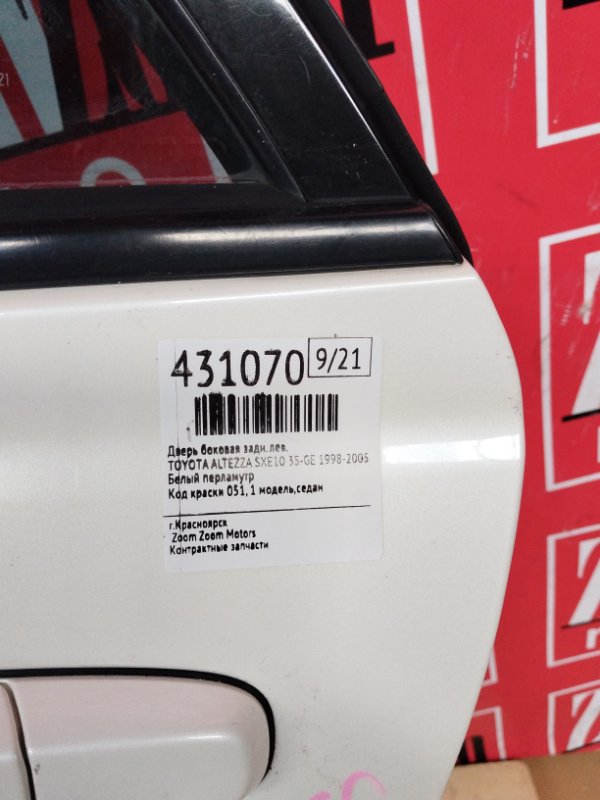 431070 9/21
Дверь боковая задн.лев.
TOYOTA ALTEZZA SXE10 3S-GE 1998-2005
Белый перламутр
Код краски 051, 1 модель,седан
г.Красноярск
Zoom Zoom Motors
Контрактные запчасти